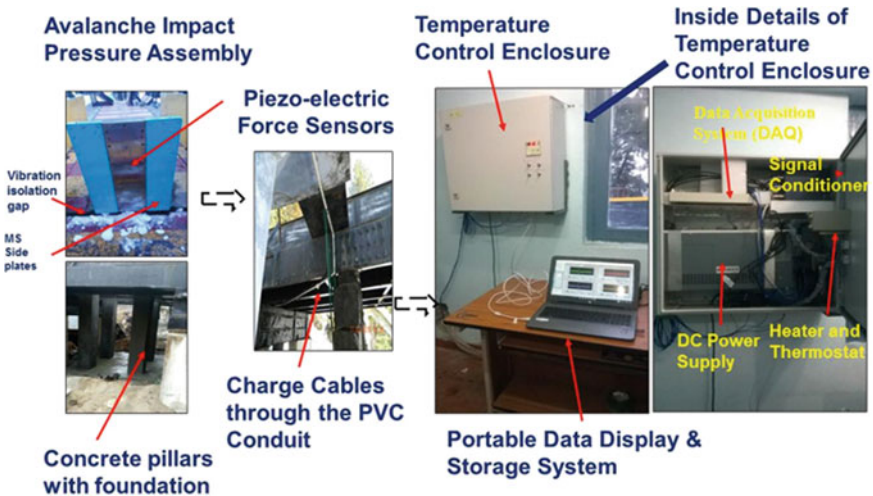 Avalanche Impact
Pressure Assembly
Piezo-electric
Force Sensors
Vibration
isolation
gap
MS
Side
plates
Concrete pillars
with foundation
Charge Cables
through the PVC
Conduit
Temperature
Control Enclosure
Inside Details of
Temperature
Control Enclosure
Data Acquisition
System (DAQ)
Signal
Conditioner
DC Power
Supply
Heater and
Thermostat
Portable Data Display &
Storage System